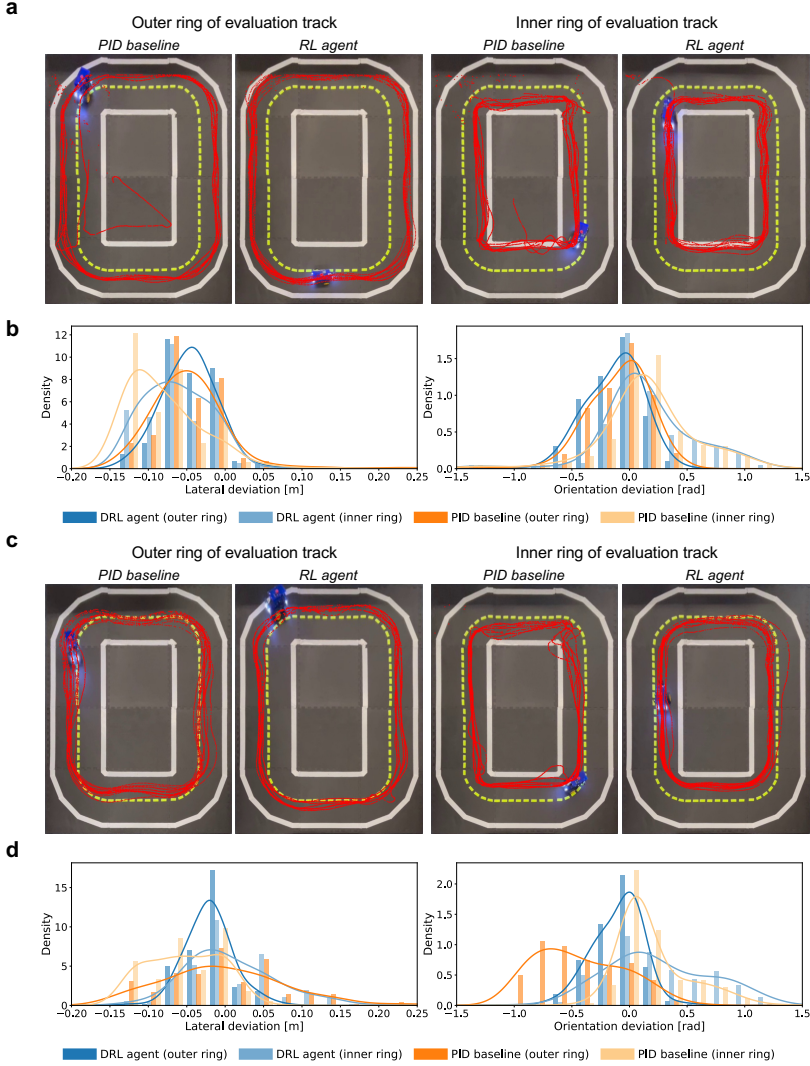 a
Outer ring of evaluation track Inner ring of evaluation track
PID baseline RL agent PID baseline RL agent
b
12
10
8
6
4
2
0
Density
−0.20 −0.15 −0.10 −0.05 0.00 0.05 0.10 0.15 0.20 0.25
Lateral deviation [m]
1.5
1.0
0.5
0.0
Density
−1.5 −1.0 −0.5 0.0 0.5 1.0 1.5
Orientation deviation [rad]
DRL agent (outer ring) DRL agent (inner ring) PID baseline (outer ring) PID baseline (inner ring)
c
Outer ring of evaluation track Inner ring of evaluation track
PID baseline RL agent PID baseline RL agent
d
15
10
5
0
Density
−0.20 −0.15 −0.10 −0.05 0.00 0.05 0.10 0.15 0.20 0.25
Lateral deviation [m]
2.0
1.5
1.0
0.5
0.0
Density
−1.5 −1.0 −0.5 0.0 0.5 1.0 1.5
Orientation deviation [rad]
DRL agent (outer ring) DRL agent (inner ring) PID baseline (outer ring) PID baseline (inner ring)